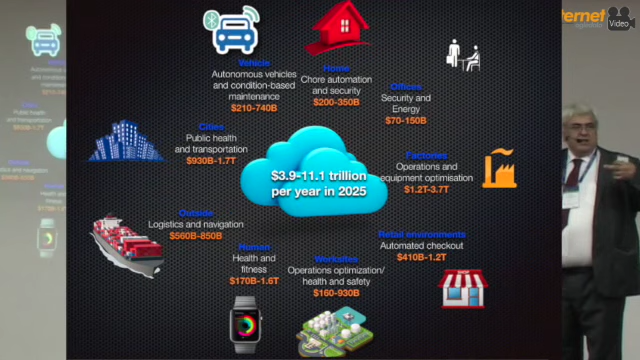 ternet
Video
Vehicle
Autonomous vehicles
and condition-based
maintenance
$210-740B
Home
Chore automation
and security
$200-350B
Offices
Security and
Energy
$70-150B
Cities
Public health
and transportation
$930B-1.7T
$3.9-11.1 trillion
per year in 2025
Factories
Operations and
equipment optimisation
$1.2T-3.7T
Outside
Logistics and navigation
$560B-850B
Human
Health and
fitness
$170B-1.6T
Worksites
Operations optimization/
health and safety
$160-930B
Retail environments
Automated checkout
$410B-1.2T
SHOP